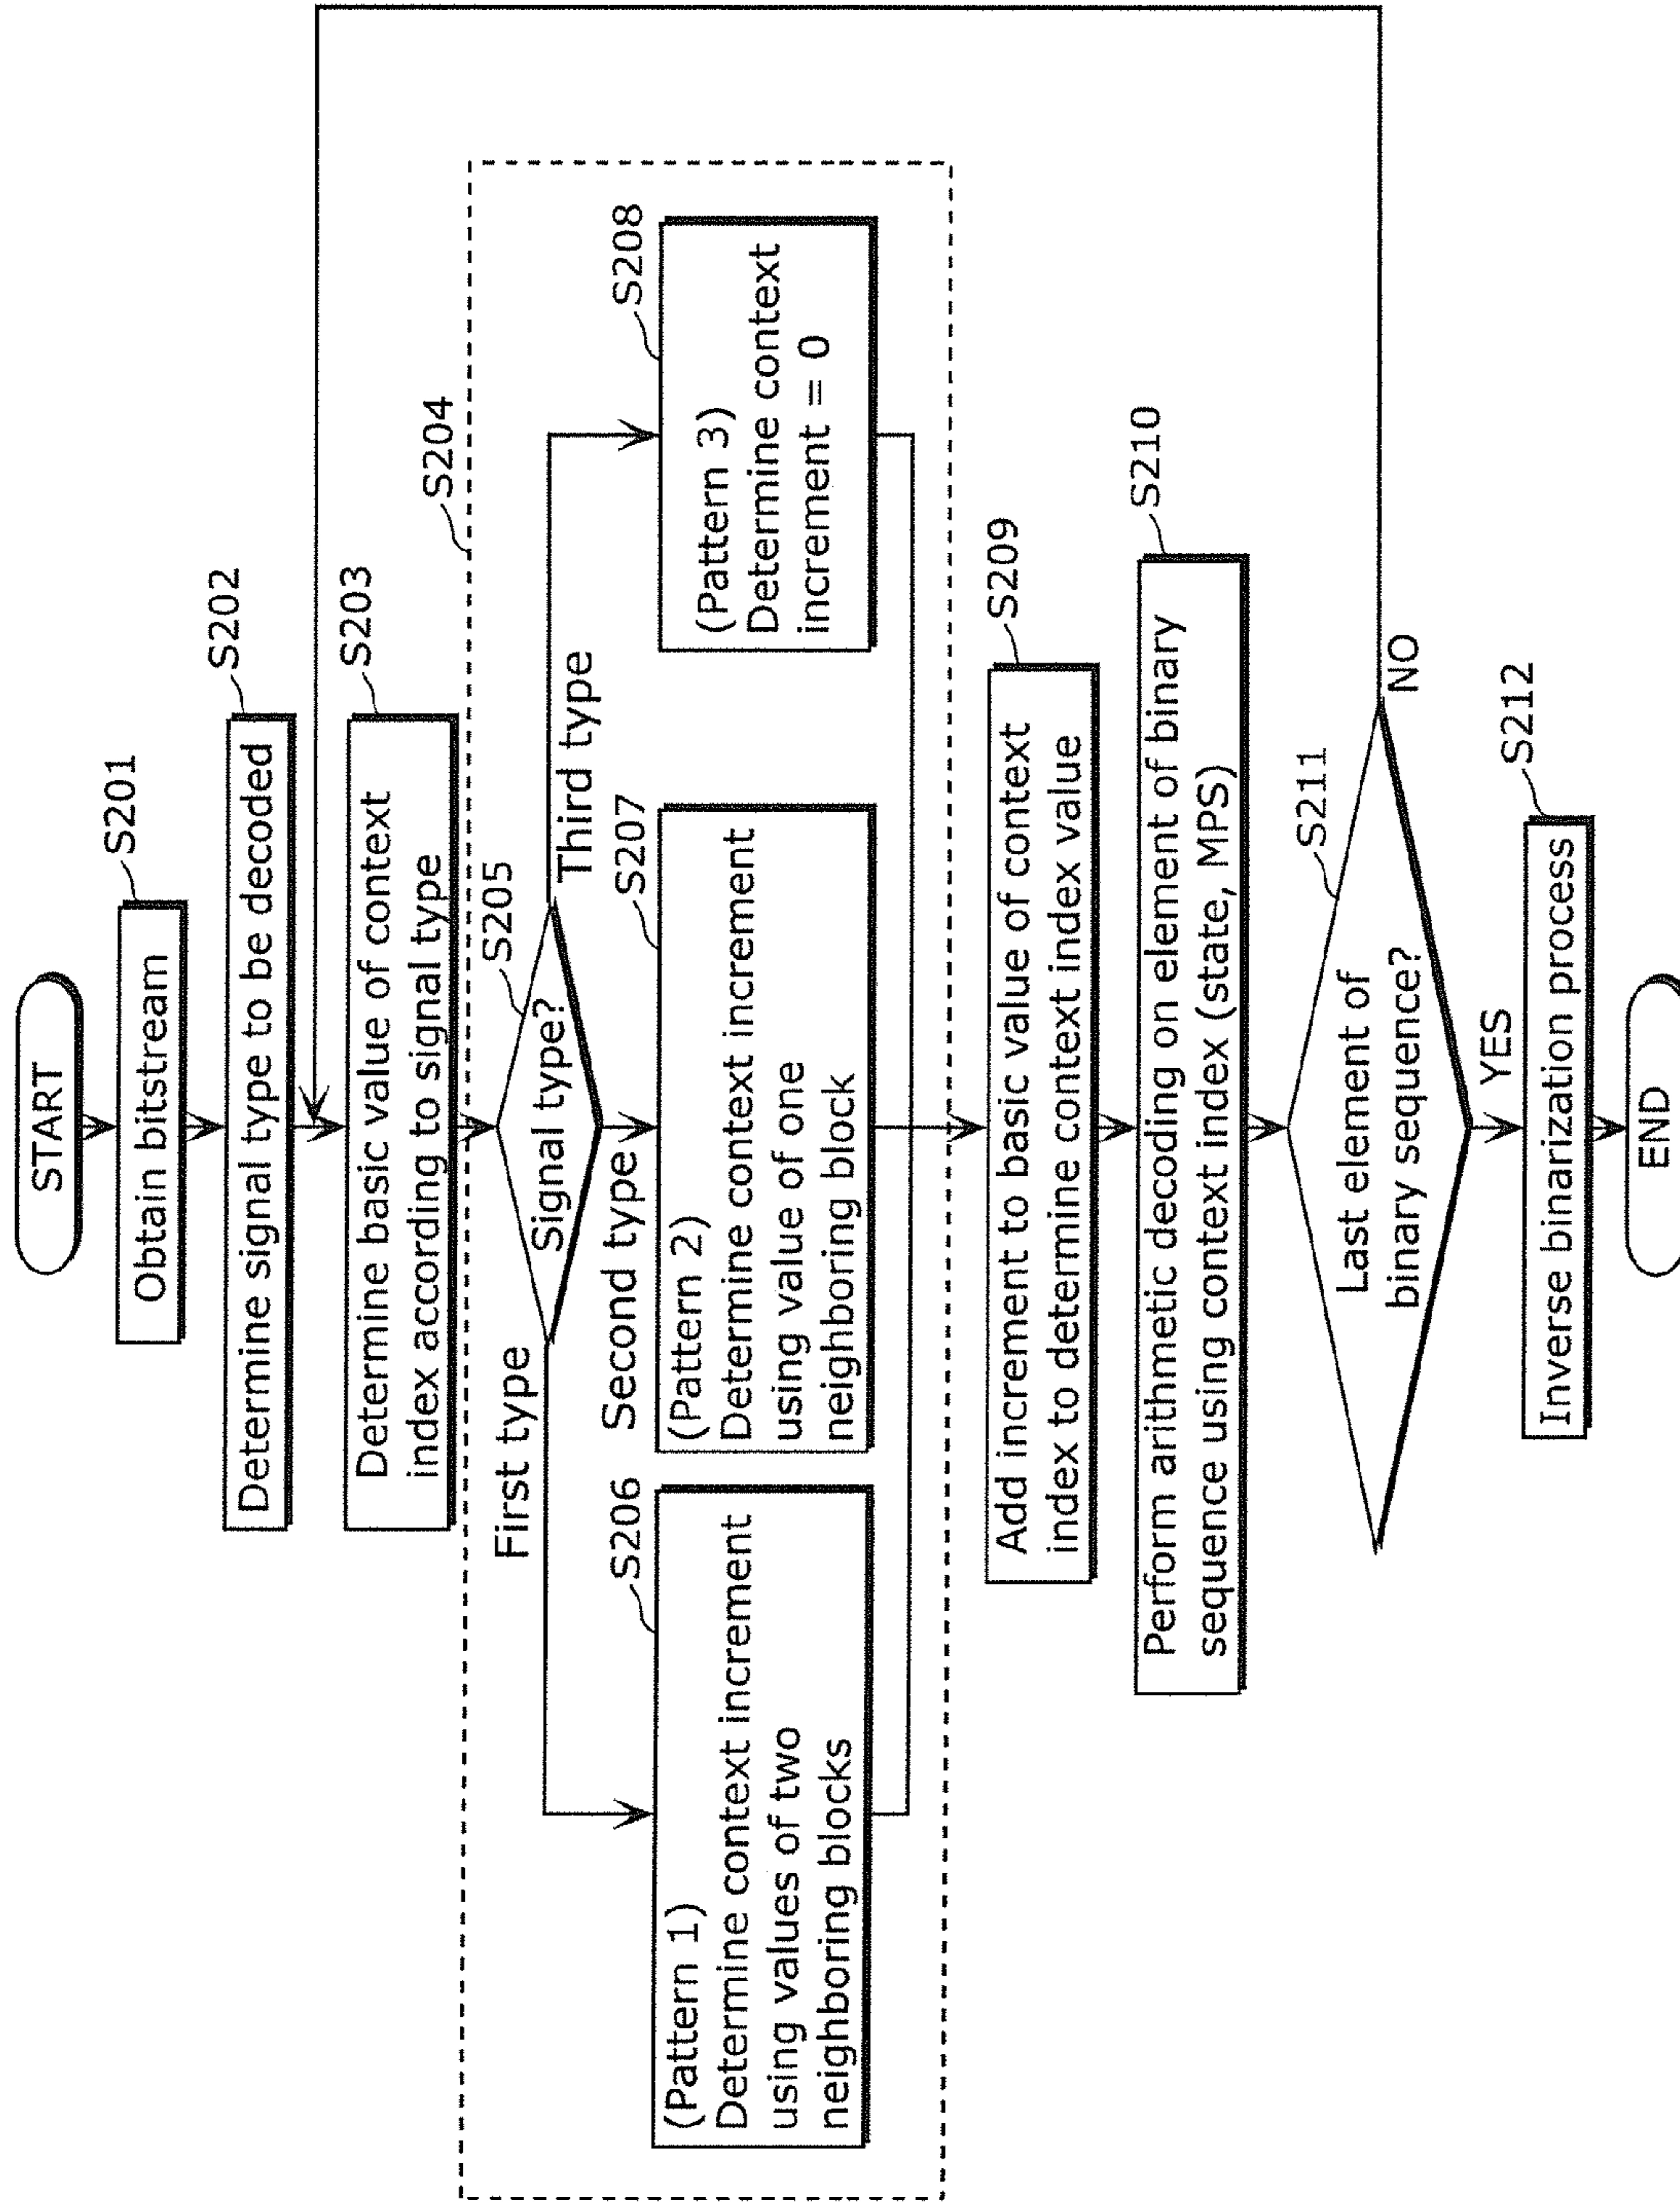 START
S201
Obtain bitstream
S202
Determine signal type to be decoded
S203
Determine basic value of context
index according to signal type
S204
S205
Signal type?
First type
Second type
Third type
S206
(Pattern 1)
Determine context increment
using values of two
neighboring blocks
S207
(Pattern 2)
Determine context increment
using value of one
neighboring block
S208
(Pattern 3)
Determine context
increment = 0
S209
Add increment to basic value of context
index to determine context index value
S210
Perform arithmetic decoding on element of binary
sequence using context index (state, MPS)
S211
Last element of
binary sequence?
NO
YES
S212
Inverse binarization process
END